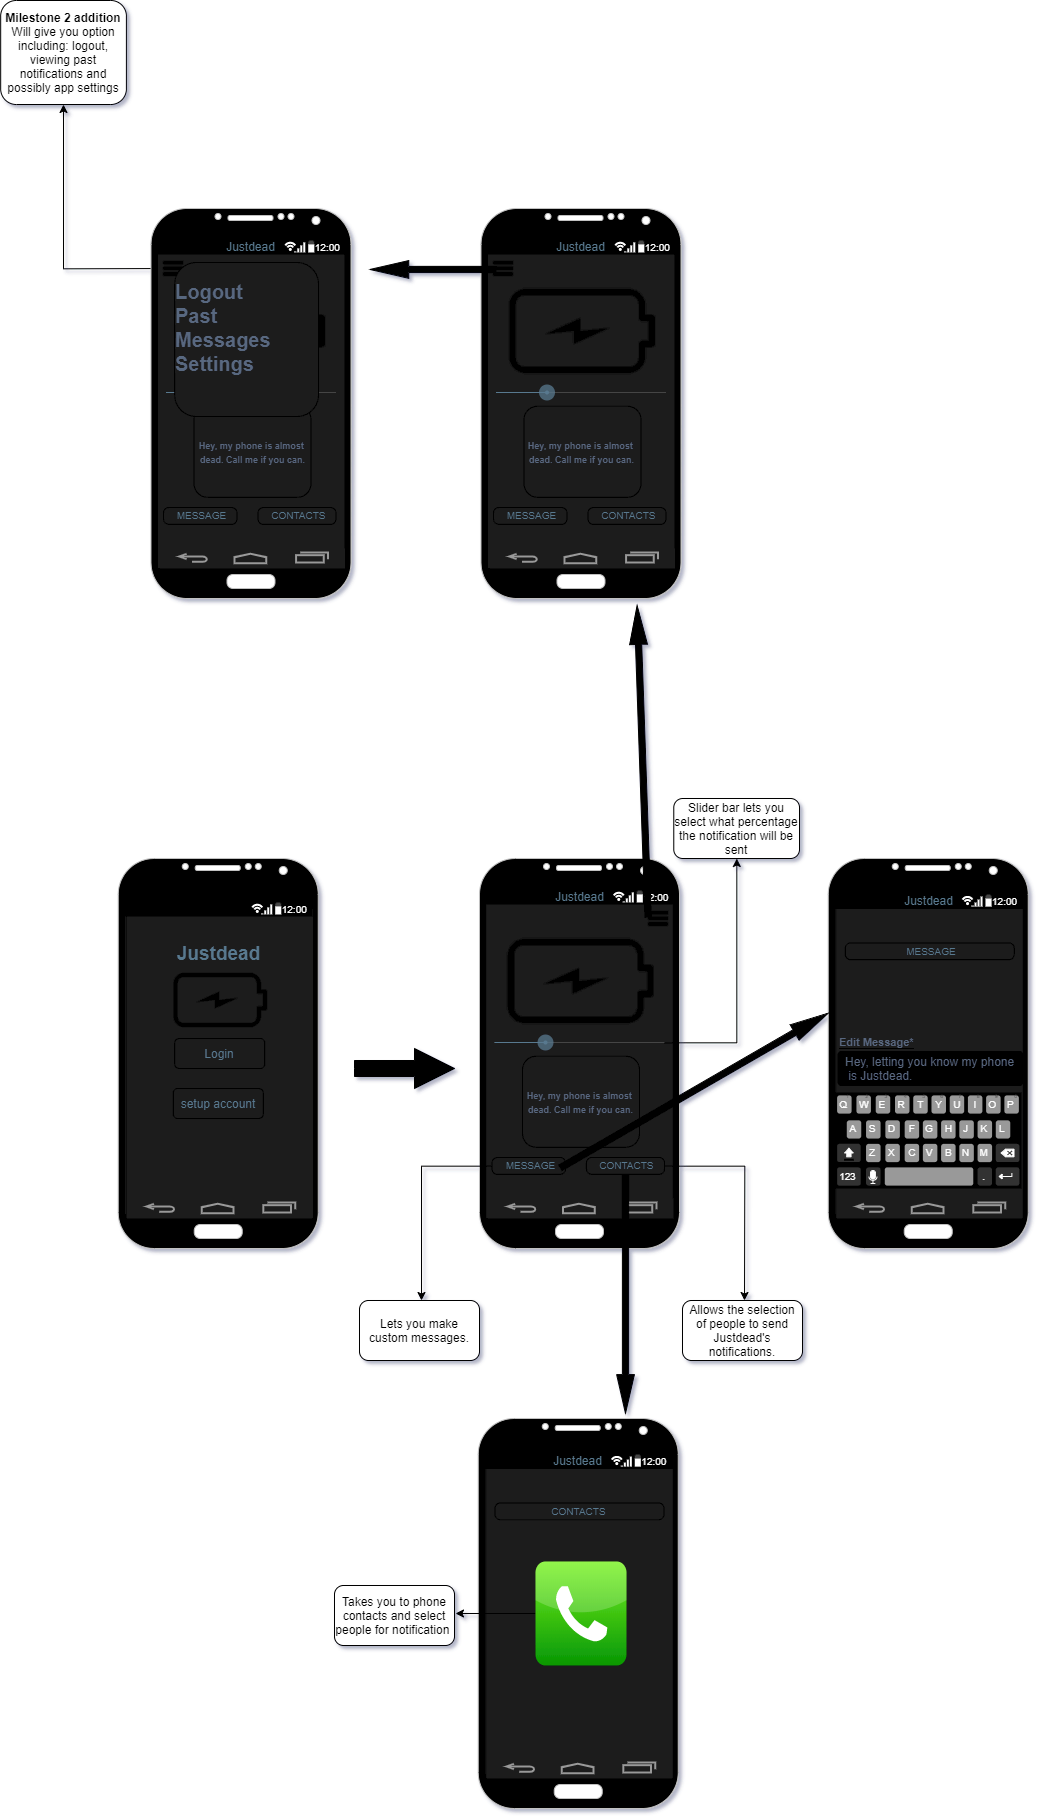 Milestone 2 addition
Will give you option
including: logout,
viewing past
notifications and
possibly app settings
Justdead
12:00
Logout
Past
Messages
Settings
Hey, my phone is almost
dead. Call me if you can.
MESSAGE
CONTACTS
Justdead
12:00
Hey, my phone is almost
dead. Call me if you can.
MESSAGE
CONTACTS
Slider bar lets you
select what percentage
the notification will be
sent
12:00
Justdead
Login
setup account
Justdead
2:00
Hey, my phone is almost
dead. Call me if you can.
MESSAGE
CONTACTS
Justdead
12:00
MESSAGE
Edit Message*
Hey, letting you know my phone
is Justdead.
Q W E R T Y U I O P
A S D F G H J K L
Z X C V B N M
123 .
Lets you make
custom messages.
Allows the selection
of people to send
Justdead's
notifications.
Justdead
12:00
CONTACTS
Takes you to phone
contacts and select
people for notification